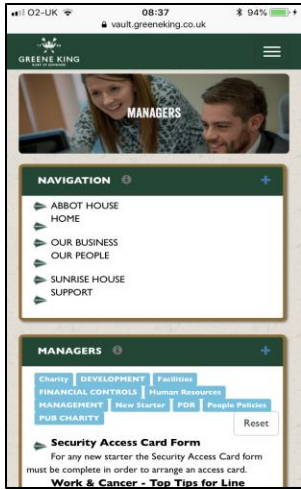 O2-UK 08:37 94%
vault.greeneking.co.uk
GREENE KING
MANAGERS
NAVIGATION
ABBOT HOUSE
HOME
OUR BUSINESS
OUR PEOPLE
SUNRISE HOUSE
SUPPORT
MANAGERS
Charity DEVELOPMENT Facilities
FINANCIAL CONTROLS Human Resources
MANAGEMENT New Starter PDR People Policies
PUB CHARITY
Reset
Security Access Card Form
For any new starter the Security Access Card form
must be complete in order to arrange an access card.
Work & Cancer - Top Tips for Line